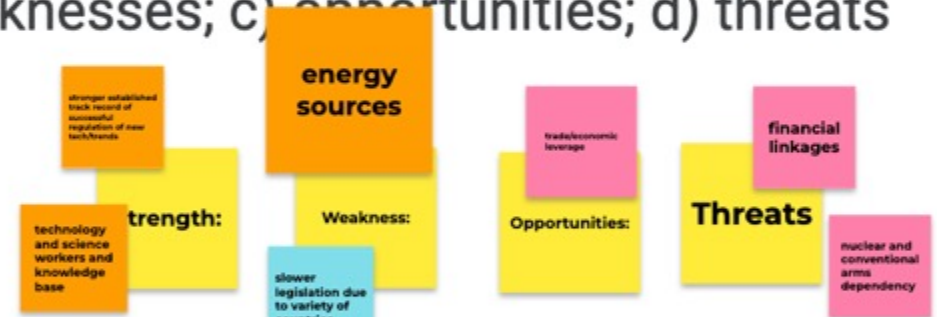 knesses; c) opportunities; d) threats
energy
sources
stronger established
track record of
successful
regulation of new
tech/trends
trade/economic
leverage
financial
linkages
trength:
Weakness:
Opportunities:
Threats
technology
and science
workers and
knowledge
base
slower
legislation due
to variety of
nuclear and
conventional
arms
dependency